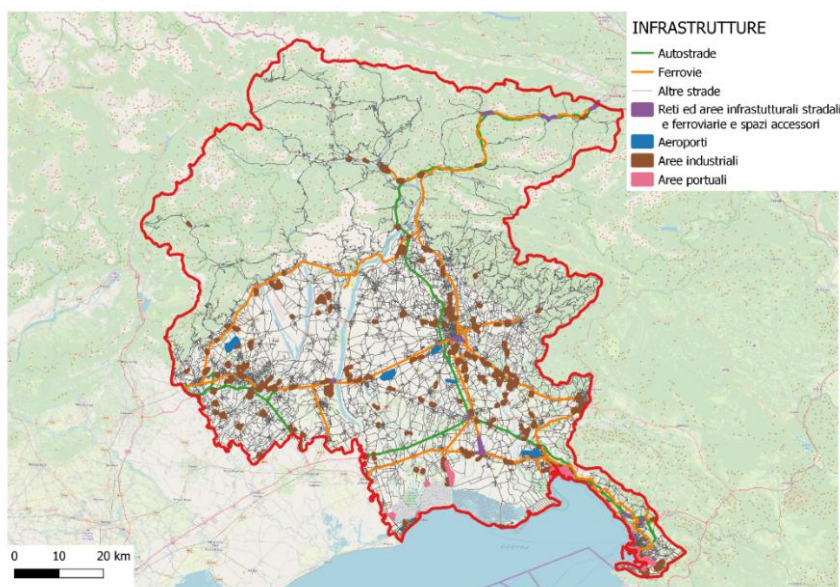 INFRASTRUTTURE
Autostrade
Ferrovie
Altre strade
Reti ed aree infrastrutturali stradali
e ferroviarie e spazi accessori
Aeroporti
Aree industriali
Aree portuali
0 10 20 km